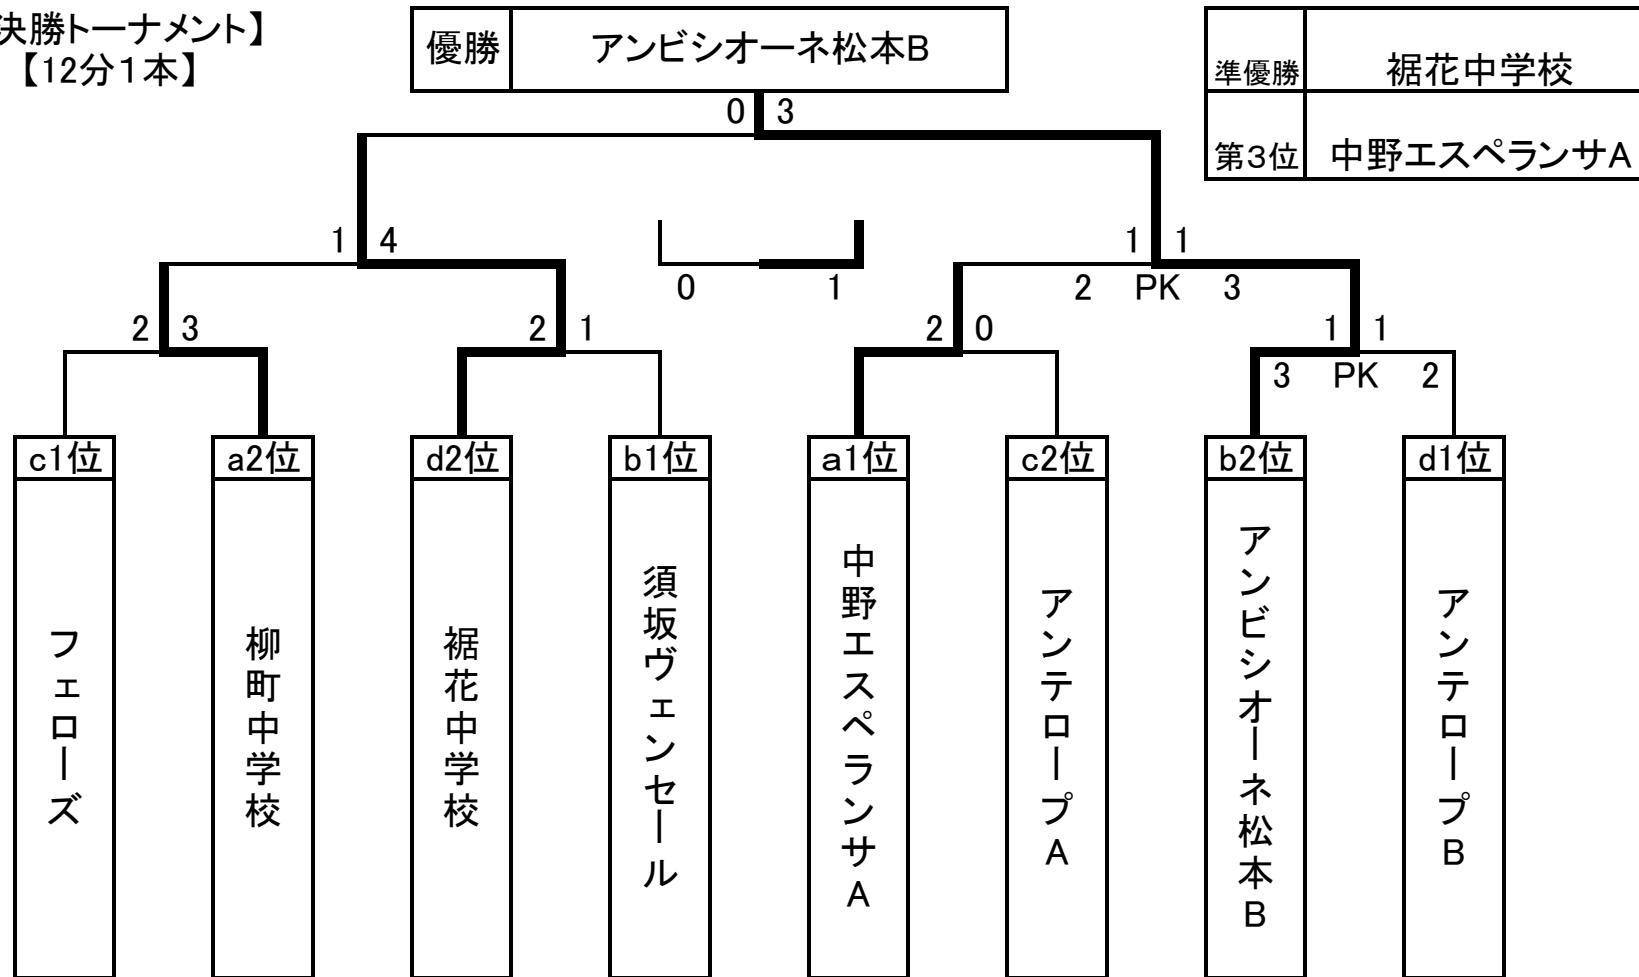 決勝トーナメント】
【12分1本】
優勝 アンビシオーネ松本B
準優勝 裾花中学校
第3位 中野エスペランサA
0 3
1 4
1 1
0 1
2 PK 3
2 3
2 1
2 0
1 1
3 PK 2
c1位 a2位 d2位 b1位 a1位 c2位 b2位 d1位
フェローズ
柳町中学校
裾花中学校
須坂ヴェンセール
中野エスペランサA
アンテロープA
アンビシオーネ松本B
アンテロープB